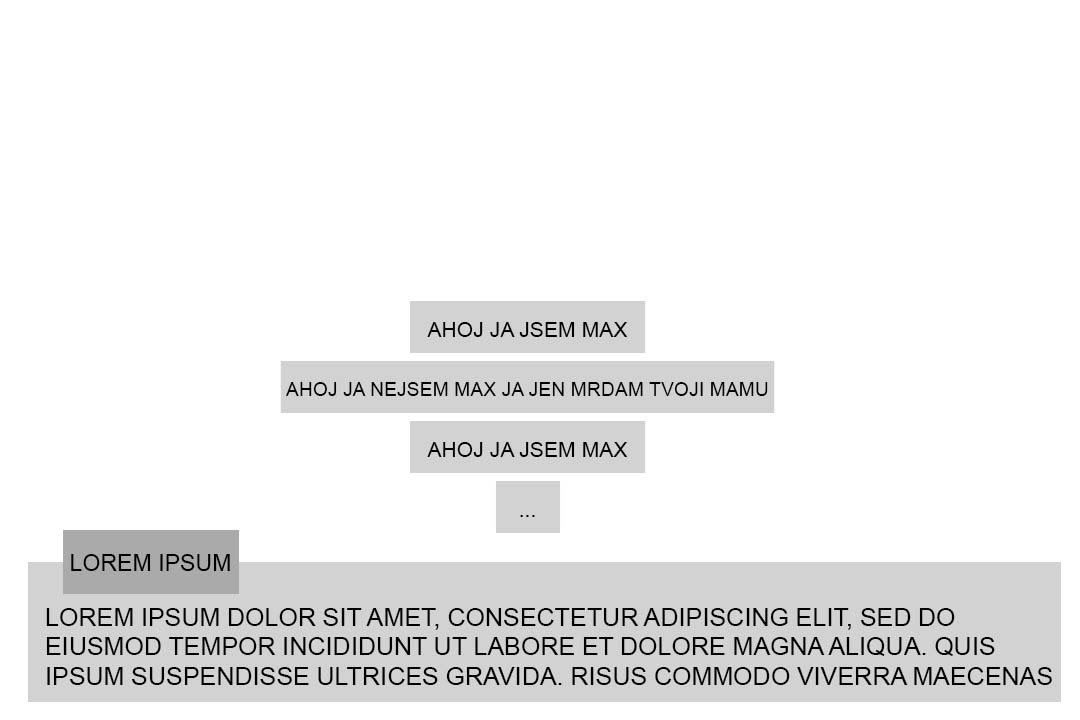 AHOJ JA JSEM MAX
AHOJ JA NEJSEM MAX JA JEN MRDAM TVOJI MAMU
AHOJ JA JSEM MAX
...
LOREM IPSUM
LOREM IPSUM DOLOR SIT AMET, CONSECTETUR ADIPISCING ELIT, SED DO
EIUSMOD TEMPOR INCIDIDUNT UT LABORE ET DOLORE MAGNA ALIQUA. QUIS
IPSUM SUSPENDISSE ULTRICES GRAVIDA. RISUS COMMODO VIVERRA MAECENAS